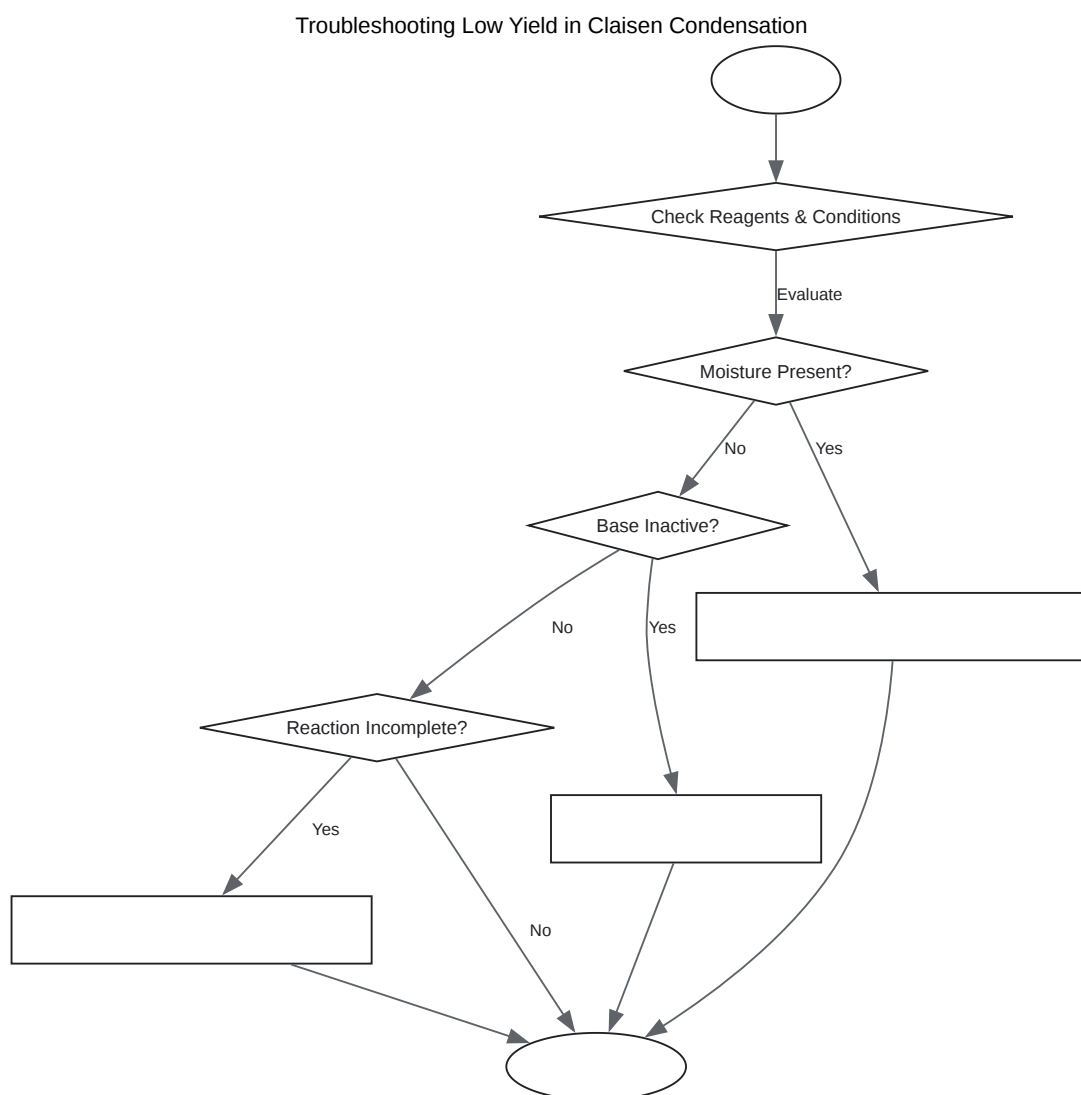 Troubleshooting Low Yield in Claisen Condensation
Check Reagents & Conditions
Evaluate
Moisture Present?
No
Yes
Base Inactive?
No
Yes
Reaction Incomplete?
Yes
No